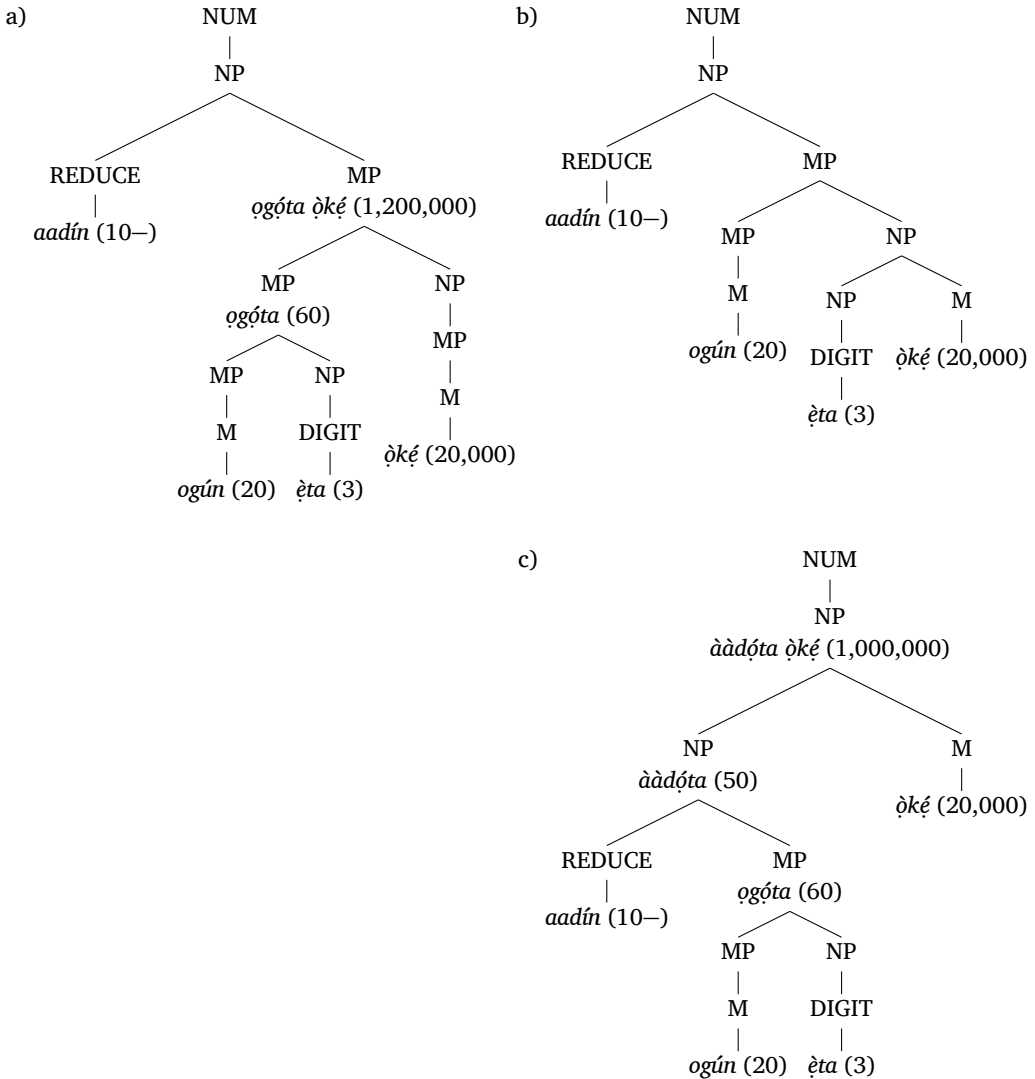 a)
NUM
NP
REDUCE MP
aadín (10–) ọgọ́ta ọ̀kẹ́ (1,200,000)
MP NP
ọgọ́ta (60) MP
MP NP M
M DIGIT ọ̀kẹ́ (20,000)
ogún (20) ẹ̀ta (3)
b)
NUM
NP
REDUCE MP
aadín (10–) MP NP
M NP M
ogún (20) DIGIT ọ̀kẹ́ (20,000)
ẹ̀ta (3)
c)
NUM
NP
ààdọ́ta ọ̀kẹ́ (1,000,000)
NP M
ààdọ́ta (50) ọ̀kẹ́ (20,000)
REDUCE MP
aadín (10–) ọgọ́ta (60)
MP NP
M DIGIT
ogún (20) ẹ̀ta (3)